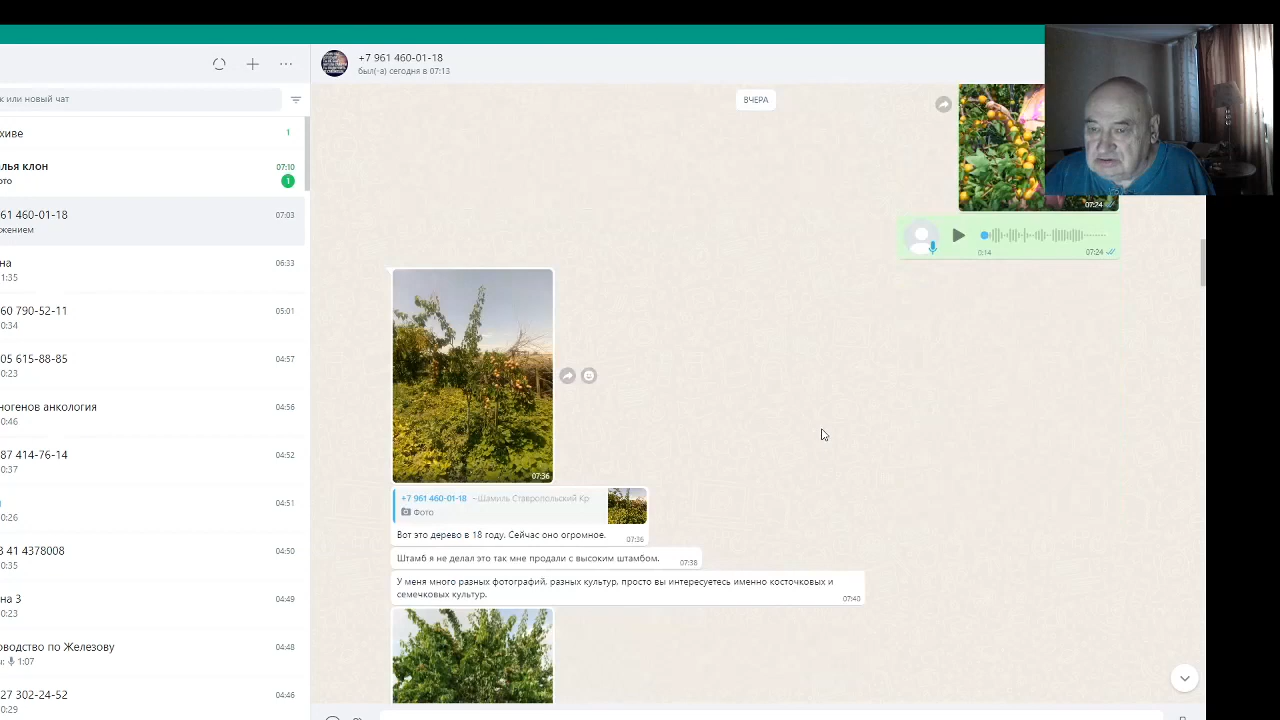 +7 961 460-01-18
был(-а) сегодня в 07:13
к или новый чат
хиве
1
лья клон
07:10
ото
1
61 460-01-18
07:03
жением
на
06:33
1:35
60 790-52-11
05:01
0:34
05 615-88-85
04:57
0:23
ногенов анкология
04:56
0:46
87 414-76-14
04:52
0:37
04:51
0:26
3 41 4378008
04:50
0:35
на 3
04:49
0:23
оводство по Железову
04:48
ы: 1:07
27 302-24-52
04:46
0:29
ВЧЕРА
07:24
0:14
07:24
07:36
+7 961 460-01-18 ~Шамиль Ставропольский Кр
Фото
Вот это дерево в 18 году. Сейчас оно огромное.
07:36
Штамб я не делал это так мне продали с высоким штамбом.
07:38
У меня много разных фотографий, разных культур, просто вы интересуетесь именно косточковых и
семечковых культур.
07:40